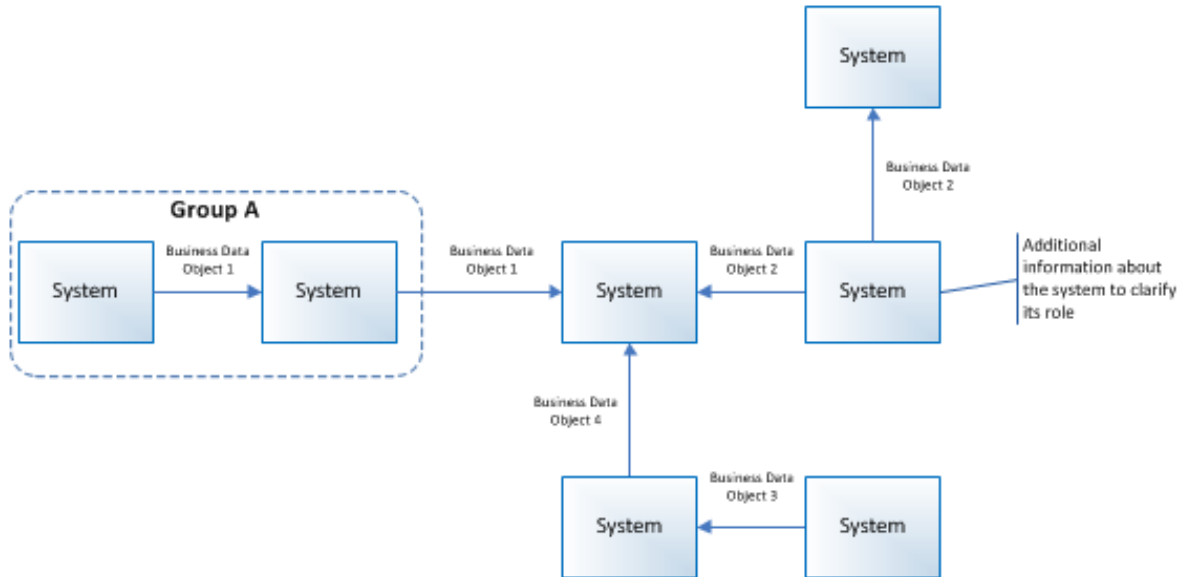 System
Business Data
Object 2
Group A
System
Business Data
Object 1
System
Business Data
Object 1
System
Business Data
Object 2
System
Additional
information about
the system to clarify
its role
Business Data
Object 4
System
Business Data
Object 3
System